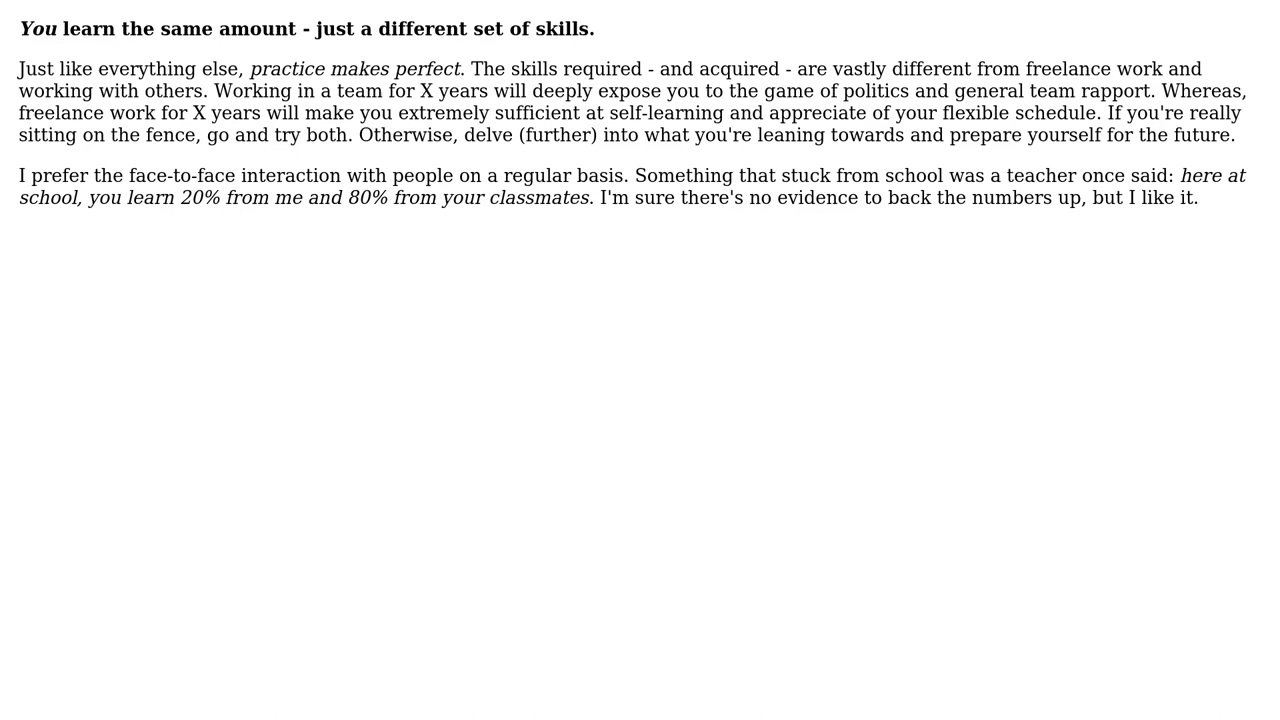 You learn the same amount - just a different set of skills.
Just like everything else, practice makes perfect. The skills required - and acquired - are vastly different from freelance work and
working with others. Working in a team for X years will deeply expose you to the game of politics and general team rapport. Whereas,
freelance work for X years will make you extremely sufficient at self-learning and appreciate of your flexible schedule. If you're really
sitting on the fence, go and try both. Otherwise, delve (further) into what you're leaning towards and prepare yourself for the future.
I prefer the face-to-face interaction with people on a regular basis. Something that stuck from school was a teacher once said: here at
school, you learn 20% from me and 80% from your classmates. I'm sure there's no evidence to back the numbers up, but I like it.